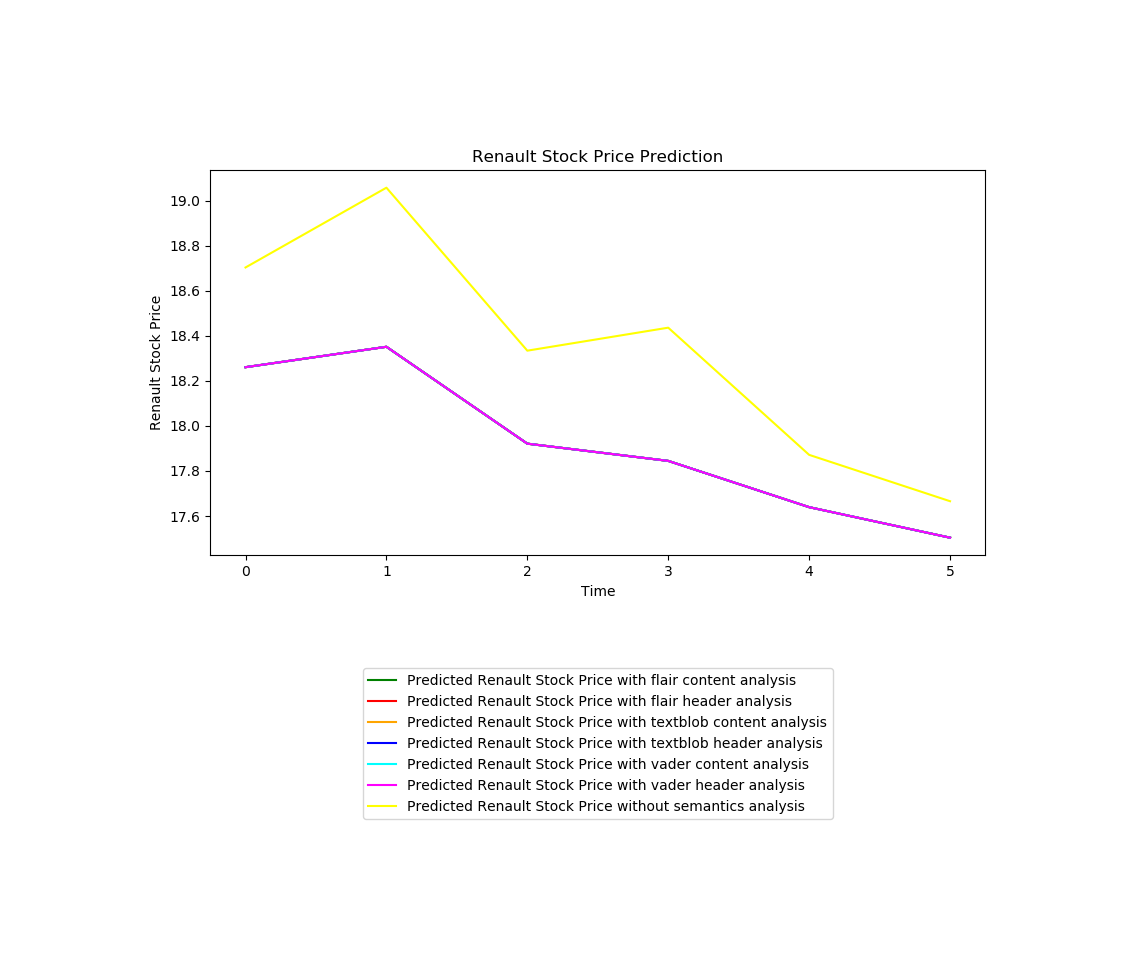 Renault Stock Price Prediction
19.0
18.8
18.6
18.4
18.2
18.0
17.8
17.6
Renault Stock Price
0 1 2 3 4 5
Time
Predicted Renault Stock Price with flair content analysis
Predicted Renault Stock Price with flair header analysis
Predicted Renault Stock Price with textblob content analysis
Predicted Renault Stock Price with textblob header analysis
Predicted Renault Stock Price with vader content analysis
Predicted Renault Stock Price with vader header analysis
Predicted Renault Stock Price without semantics analysis